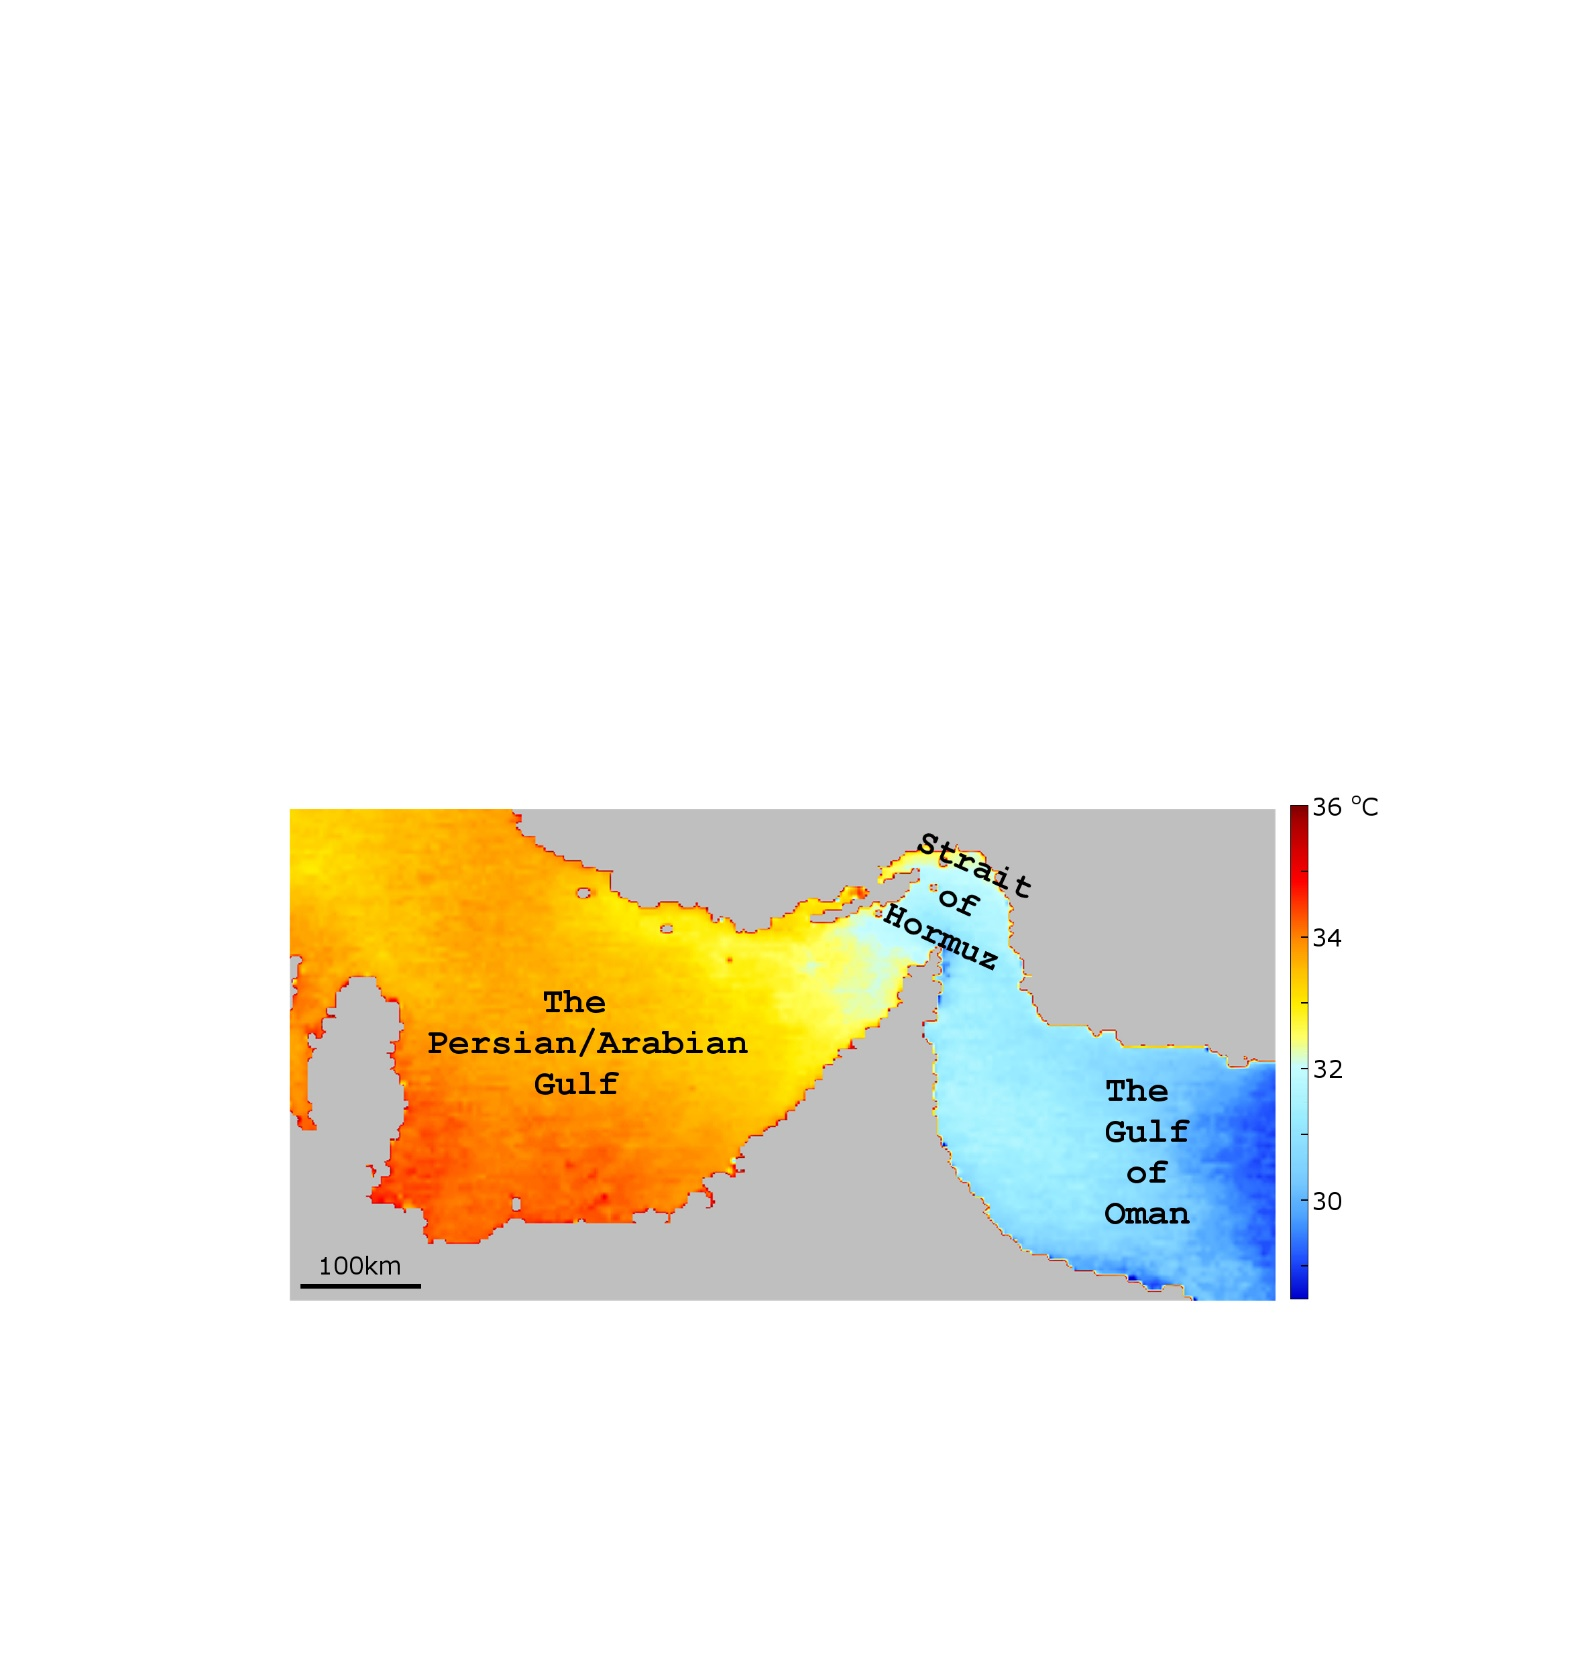 36 °C
Strait
of
Hormuz
34
The
Persian/Arabian
Gulf
32
The
Gulf
of
Oman
30
100km